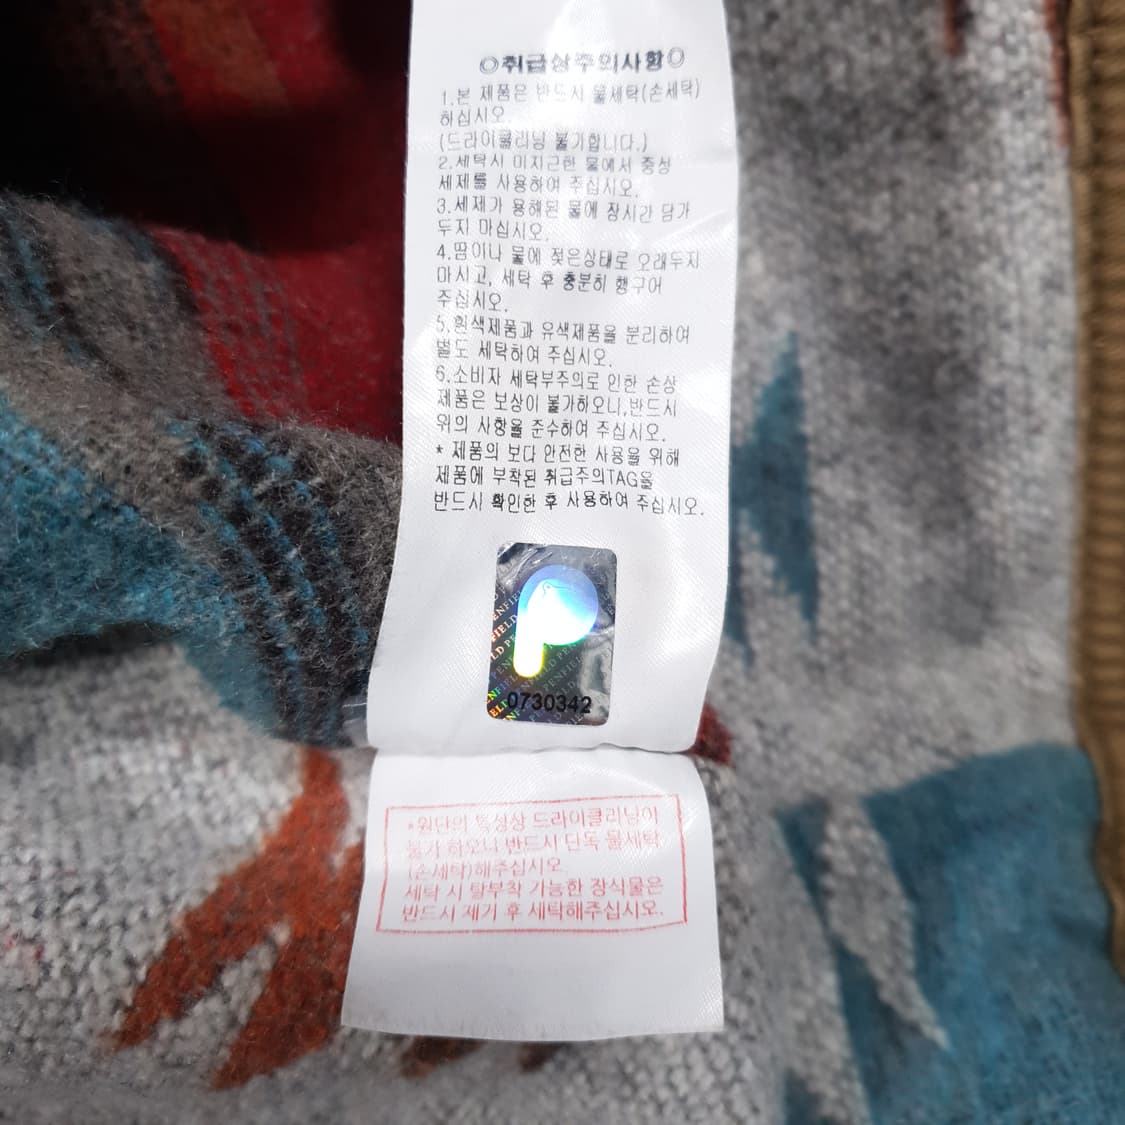 ◎취급상주의사항◎
1.본 제품은 반드시 물세탁(손세탁)
하십시오.
(드라이클리닝 불가합니다.)
2.세탁시 미지근한 물에서 중성
세제를 사용하여 주십시오.
3.세제가 용해된 물에 장시간 담가
두지 마십시오.
4.땀이나 물에 젖은상태로 오래두지
마시고, 세탁 후 충분히 헹구어
주십시오.
5.흰색제품과 유색제품을 분리하여
별도 세탁하여 주십시오.
6.소비자 세탁부주의로 인한 손상
제품은 보상이 불가하오니,반드시
위의 사항을 준수하여 주십시오.
* 제품의 보다 안전한 사용을 위해
제품에 부착된 취급주의TAG을
반드시 확인한 후 사용하여 주십시오.
PENFIELD
0730342
*원단의 특성상 드라이클리닝이
불가 하오니 반드시 단독 물세탁
(손세탁)해주십시오.
세탁 시 탈부착 가능한 장식물은
반드시 제거 후 세탁해주십시오.